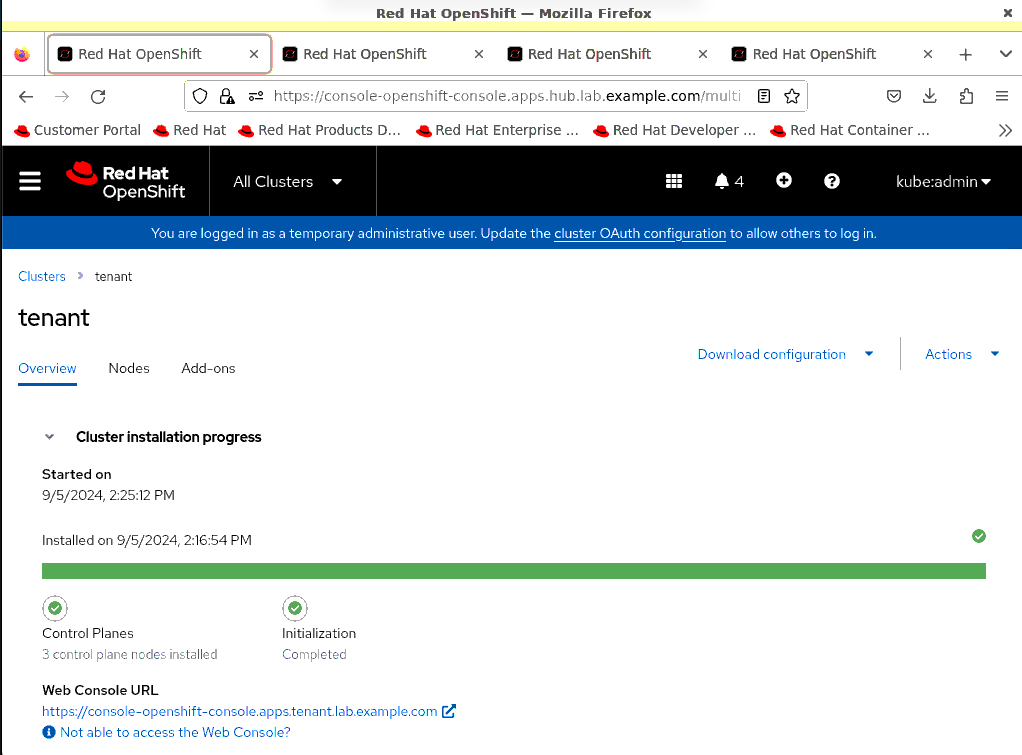 Red Hat OpenShift — Mozilla Firefox
Red Hat OpenShift Red Hat OpenShift Red Hat OpenShift Red Hat OpenShift
https://console-openshift-console.apps.hub.lab.example.com/multi
Customer Portal Red Hat Red Hat Products D... Red Hat Enterprise ... Red Hat Developer ... Red Hat Container ...
Red Hat
OpenShift
All Clusters
4
kube:admin
You are logged in as a temporary administrative user. Update the cluster OAuth configuration to allow others to log in.
Clusters tenant
tenant
Download configuration Actions
Overview Nodes Add-ons
Cluster installation progress
Started on
9/5/2024, 2:25:12 PM
Installed on 9/5/2024, 2:16:54 PM
Control Planes
3 control plane nodes installed
Initialization
Completed
Web Console URL
https://console-openshift-console.apps.tenant.lab.example.com
Not able to access the Web Console?